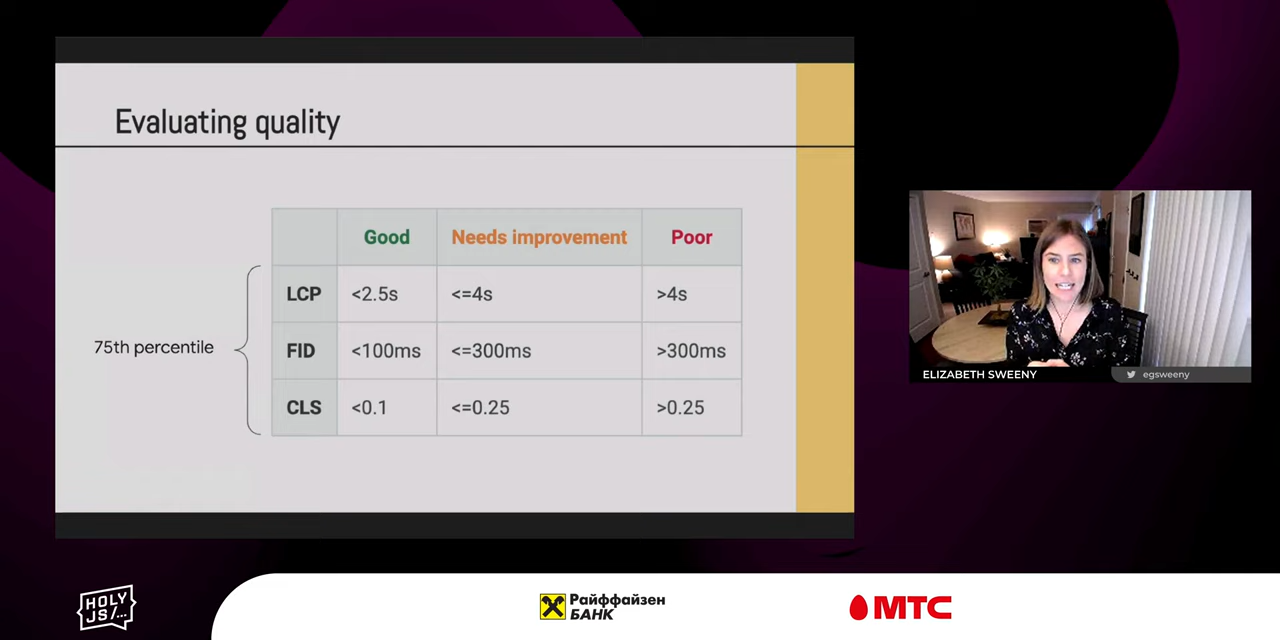 Evaluating quality
Good Needs improvement Poor
LCP <2.5s <=4s >4s
75th percentile
FID <100ms <=300ms >300ms
CLS <0.1 <=0.25 >0.25
ELIZABETH SWEENY
egsweeny
HOLY
JS/...
Райффайзен
БАНК
МТС